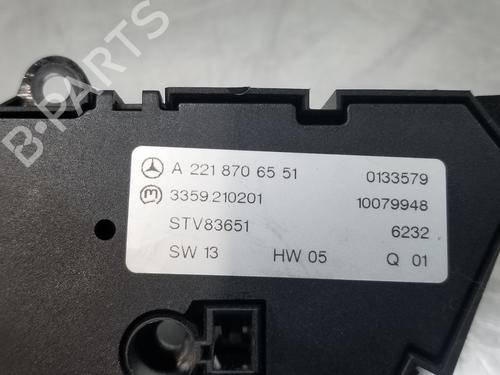 B-PARTS
A 221 870 65 51 0133579
3359.210201 10079948
STV83651 6232
SW 13 HW 05 Q 01